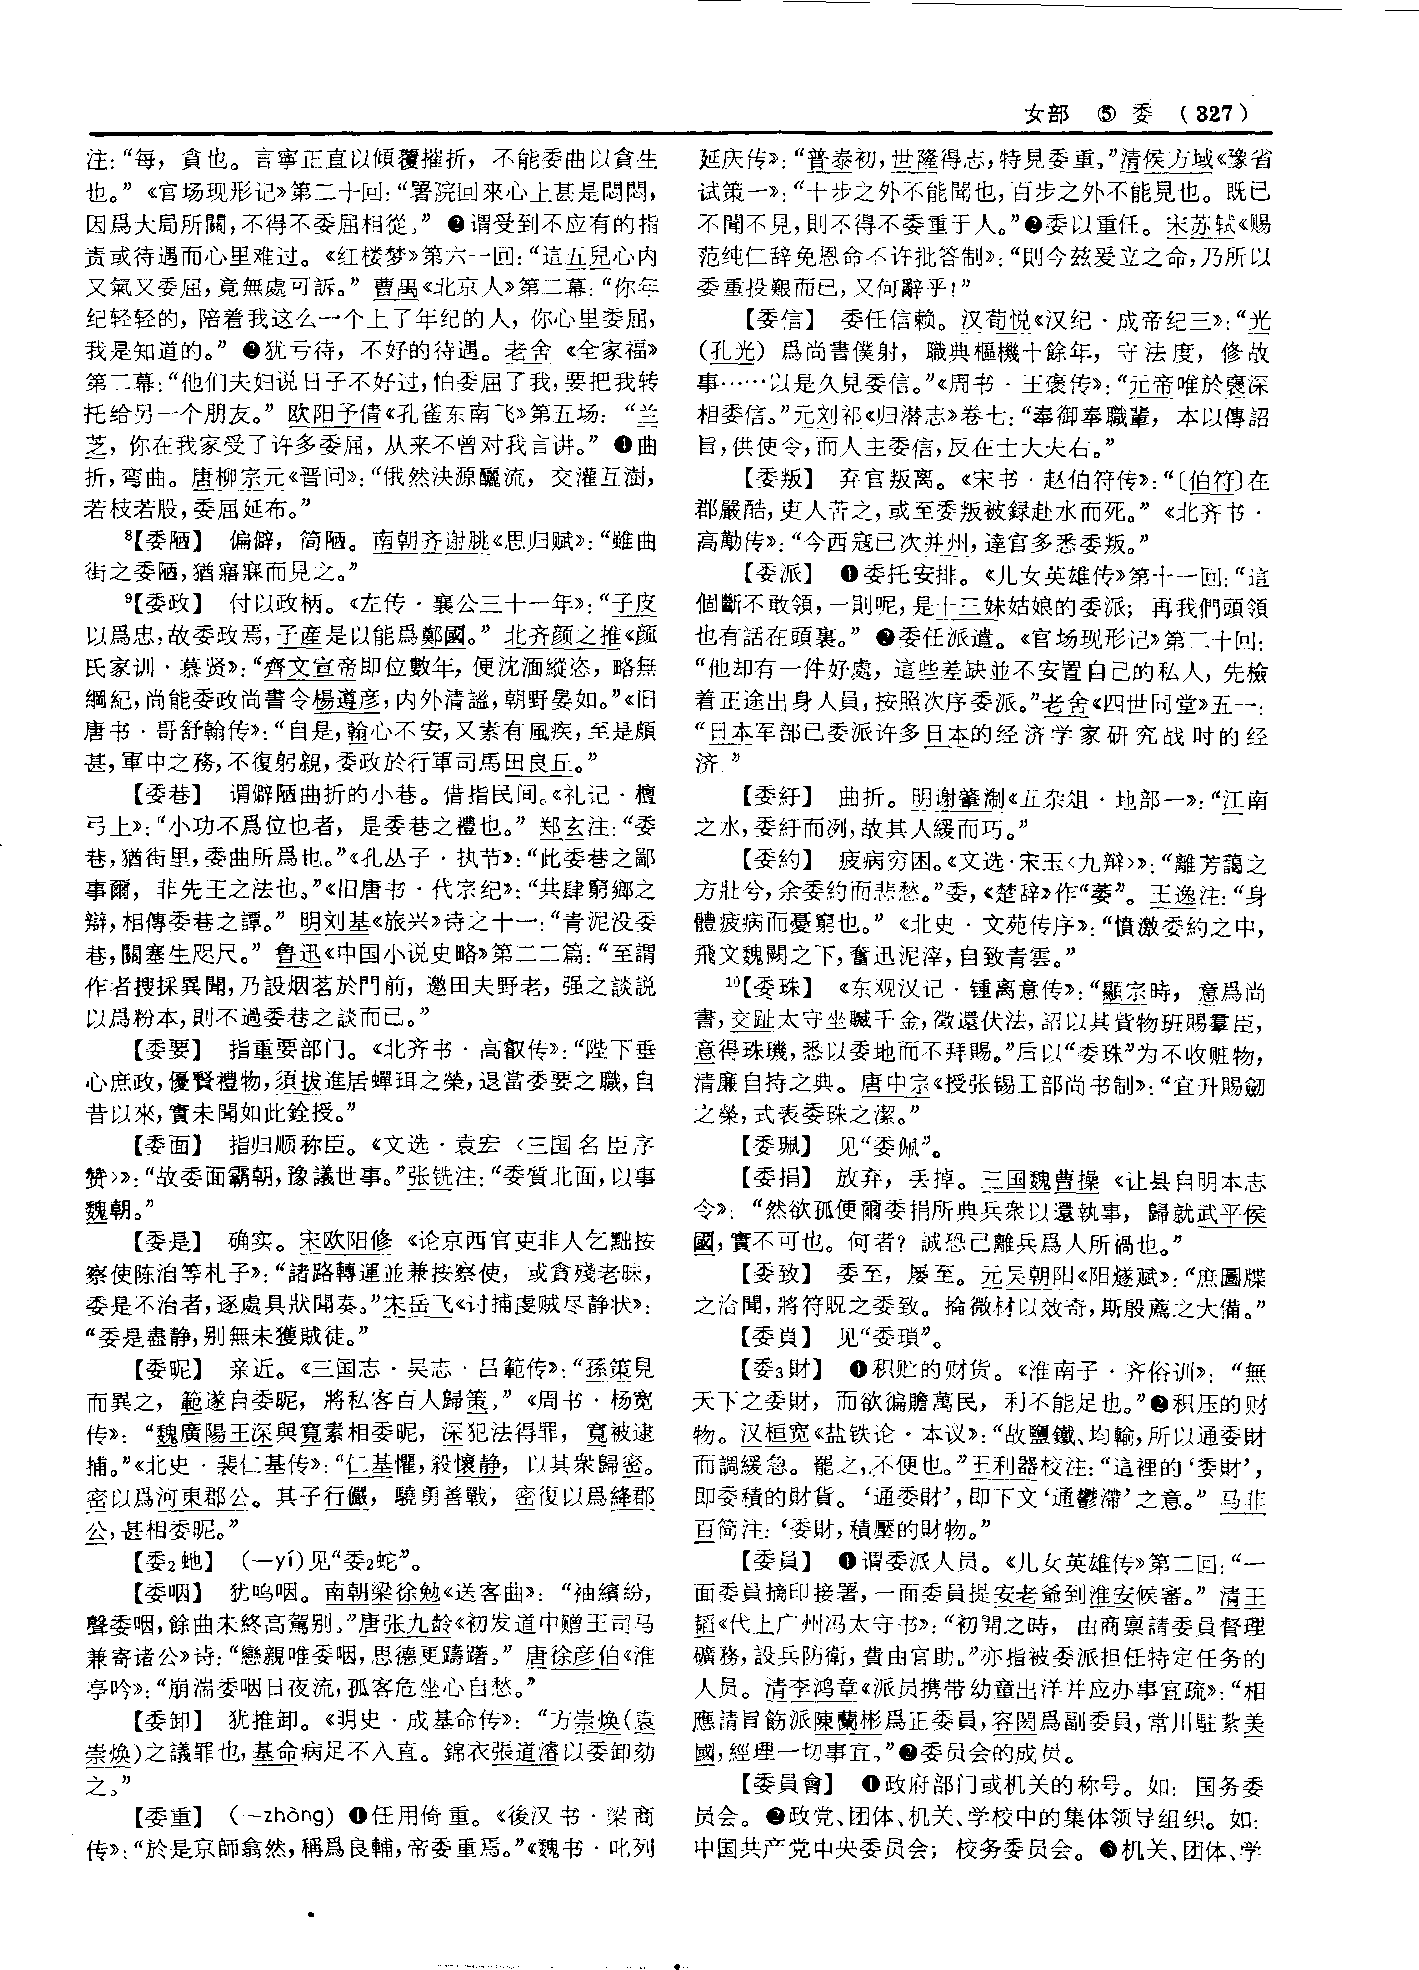 女部 ⑤ 委 (327)
注：“每，貪也。言寧正直以傾覆摧折，不能委曲以貪生
也。”《官场现形记》第二十回：“署院回來心上甚是悶悶，
因爲大局所關，不得不委屈相從。” ❷谓受到不应有的指
责或待遇而心里难过。《红楼梦》第六一回：“這五兒心内
又氣又委屈，竟無處可訴。” 曹禺《北京人》第二幕：“你年
纪轻轻的，陪着我这么一个上了年纪的人，你心里委屈，
我是知道的。” ❸犹亏待，不好的待遇。老舍《全家福》
第二幕：“他们夫妇说日子不好过，怕委屈了我，要把我转
托给另一个朋友。” 欧阳予倩《孔雀东南飞》第五场：“兰
芝，你在我家受了许多委屈，从来不曾对我言讲。” ❹曲
折，弯曲。唐柳宗元《晋问》：“俄然決源釃流，交灌互澍，
若枝若股，委屈延布。”
⁸【委陋】 偏僻，简陋。南朝齐谢朓《思归赋》：“雖曲
街之委陋，猶寤寐而見之。”
⁹【委政】 付以政柄。《左传·襄公三十一年》：“子皮
以爲忠，故委政焉，子產是以能爲鄭國。” 北齐颜之推《颜
氏家训·慕贤》：“齊文宣帝即位數年，便沈湎縱恣，略無
綱紀，尚能委政尚書令楊遵彦，内外清謐，朝野晏如。”《旧
唐书·哥舒翰传》：“自是，翰心不安，又素有風疾，至是頗
甚，軍中之務，不復躬親，委政於行軍司馬田良丘。”
【委巷】 谓僻陋曲折的小巷。借指民间。《礼记·檀
弓上》：“小功不爲位也者，是委巷之禮也。” 郑玄注：“委
巷，猶街里，委曲所爲也。”《孔丛子·执节》：“此委巷之鄙
事爾，非先王之法也。”《旧唐书·代宗纪》：“共肆窮鄉之
辯，相傳委巷之譚。” 明刘基《旅兴》诗之十一：“青泥没委
巷，關塞生咫尺。” 鲁迅《中国小说史略》第二二篇：“至謂
作者搜採異聞，乃設烟茗於門前，邀田夫野老，强之談説
以爲粉本，則不過委巷之談而已。”
【委要】 指重要部门。《北齐书·高叡传》：“陛下垂
心庶政，優賢禮物，須拔進居蟬珥之榮，退當委要之職，自
昔以來，實未聞如此銓授。”
【委面】 指归顺称臣。《文选·袁宏〈三国名臣序
赞〉》：“故委面霸朝，豫議世事。”张铣注：“委質北面，以事
魏朝。”
【委是】 确实。宋欧阳修《论京西官吏非人乞黜按
察使陈洎等札子》：“諸路轉運並兼按察使，或貪殘老昧，
委是不治者，逐處具狀聞奏。”宋岳飞《讨捕虔贼尽静状》：
“委是盡静，别無未獲賊徒。”
【委昵】 亲近。《三国志·吴志·吕範传》：“孫策見
而異之，範遂自委昵，將私客百人歸策。” 《周书·杨宽
传》：“魏廣陽王深與寬素相委昵，深犯法得罪，寬被逮
捕。”《北史·裴仁基传》：“仁基懼，殺懷静，以其衆歸密。
密以爲河東郡公。其子行儼，驍勇善戰，密復以爲絳郡
公，甚相委昵。”
【委₂虵】 (—yí)见“委₂蛇”。
【委咽】 犹呜咽。南朝梁徐勉《送客曲》：“袖繽紛，
聲委咽，餘曲未終高駕别。”唐张九龄《初发道中赠王司马
兼寄诸公》诗：“戀親唯委咽，思德更躊躇。” 唐徐彦伯《淮
亭吟》：“崩湍委咽日夜流，孤客危坐心自愁。”
【委卸】 犹推卸。《明史·成基命传》：“方崇焕(袁
崇焕)之議罪也，基命病足不入直。錦衣張道濬以委卸劾
之。”
【委重】 (—zhòng) ❶任用倚重。《後汉书·梁商
传》：“於是京師翕然，稱爲良輔，帝委重焉。”《魏书·叱列
延庆传》：“普泰初，世隆得志，特見委重。”清侯方域《豫省
试策一》：“十步之外不能聞也，百步之外不能見也。既已
不聞不見，則不得不委重于人。”❷委以重任。宋苏轼《赐
范纯仁辞免恩命不许批答制》：“則今兹爰立之命，乃所以
委重投艱而已，又何辭乎！”
【委信】 委任信赖。汉荀悦《汉纪·成帝纪三》：“光
(孔光)爲尚書僕射，職典樞機十餘年，守法度，修故
事……以是久見委信。”《周书·王褒传》：“元帝唯於褒深
相委信。”元刘祁《归潜志》卷七：“奉御奉職輩，本以傳詔
旨，供使令，而人主委信，反在士大夫右。”
【委叛】 弃官叛离。《宋书·赵伯符传》：“〔伯符〕在
郡嚴酷，吏人苦之，或至委叛被録赴水而死。” 《北齐书·
高勱传》：“今西寇已次并州，達官多悉委叛。”
【委派】 ❶委托安排。《儿女英雄传》第十一回：“這
個斷不敢領，一則呢，是十三妹姑娘的委派；再我們頭領
也有話在頭裏。” ❷委任派遣。《官场现形记》第二十回：
“他却有一件好處，這些差缺並不安置自己的私人，先檢
着正途出身人員，按照次序委派。”老舍《四世同堂》五一：
“日本军部已委派许多日本的经济学家研究战时的经
济。”
【委紆】 曲折。明谢肇淛《五杂俎·地部一》：“江南
之水，委紆而冽，故其人緩而巧。”
【委約】 疲病穷困。《文选·宋玉〈九辩〉》：“離芳藹之
方壯兮，余委約而悲愁。”委，《楚辞》作“萎”。王逸注：“身
體疲病而憂窮也。” 《北史·文苑传序》：“憤激委約之中，
飛文魏闕之下，奮迅泥滓，自致青雲。”
¹⁰【委珠】 《东观汉记·锺离意传》：“顯宗時，意爲尚
書，交趾太守坐贓千金，徵還伏法，詔以其貲物班賜羣臣，
意得珠璣，悉以委地而不拜賜。”后以“委珠”为不收赃物，
清廉自持之典。唐中宗《授张锡工部尚书制》：“宜升賜劒
之榮，式表委珠之潔。”
【委珮】 见“委佩”。
【委捐】 放弃，丢掉。三国魏曹操《让县自明本志
令》：“然欲孤便爾委捐所典兵衆以還執事，歸就武平侯
國，實不可也。何者？誠恐己離兵爲人所禍也。”
【委致】 委至，屡至。元吴朝阳《阳燧赋》：“庶圖牒
之洽聞，將符貺之委致。掄微材以效奇，斯殷薦之大備。”
【委𧴪】 见“委瑣”。
【委₃財】 ❶积贮的财货。《淮南子·齐俗训》：“無
天下之委財，而欲徧贍萬民，利不能足也。”❷积压的财
物。汉桓宽《盐铁论·本议》：“故鹽鐵、均輸，所以通委財
而調緩急。罷之，不便也。”王利器校注：“這裡的‘委財’，
即委積的財貨。‘通委財’，即下文‘通鬱滯’之意。” 马非
百简注：‘委財，積壓的財物。”
【委員】 ❶谓委派人员。《儿女英雄传》第二回：“一
面委員摘印接署，一面委員提安老爺到淮安候審。” 清王
韬《代上广州冯太守书》：“初開之時，由商禀請委員督理
礦務，設兵防衛，費由官助。”亦指被委派担任特定任务的
人员。清李鸿章《派员携带幼童出洋并应办事宜疏》：“相
應請旨飭派陳蘭彬爲正委員，容閎爲副委員，常川駐紮美
國，經理一切事宜。”❷委员会的成员。
【委員會】 ❶政府部门或机关的称号。如：国务委
员会。❷政党、团体、机关、学校中的集体领导组织。如：
中国共产党中央委员会；校务委员会。❸机关、团体、学